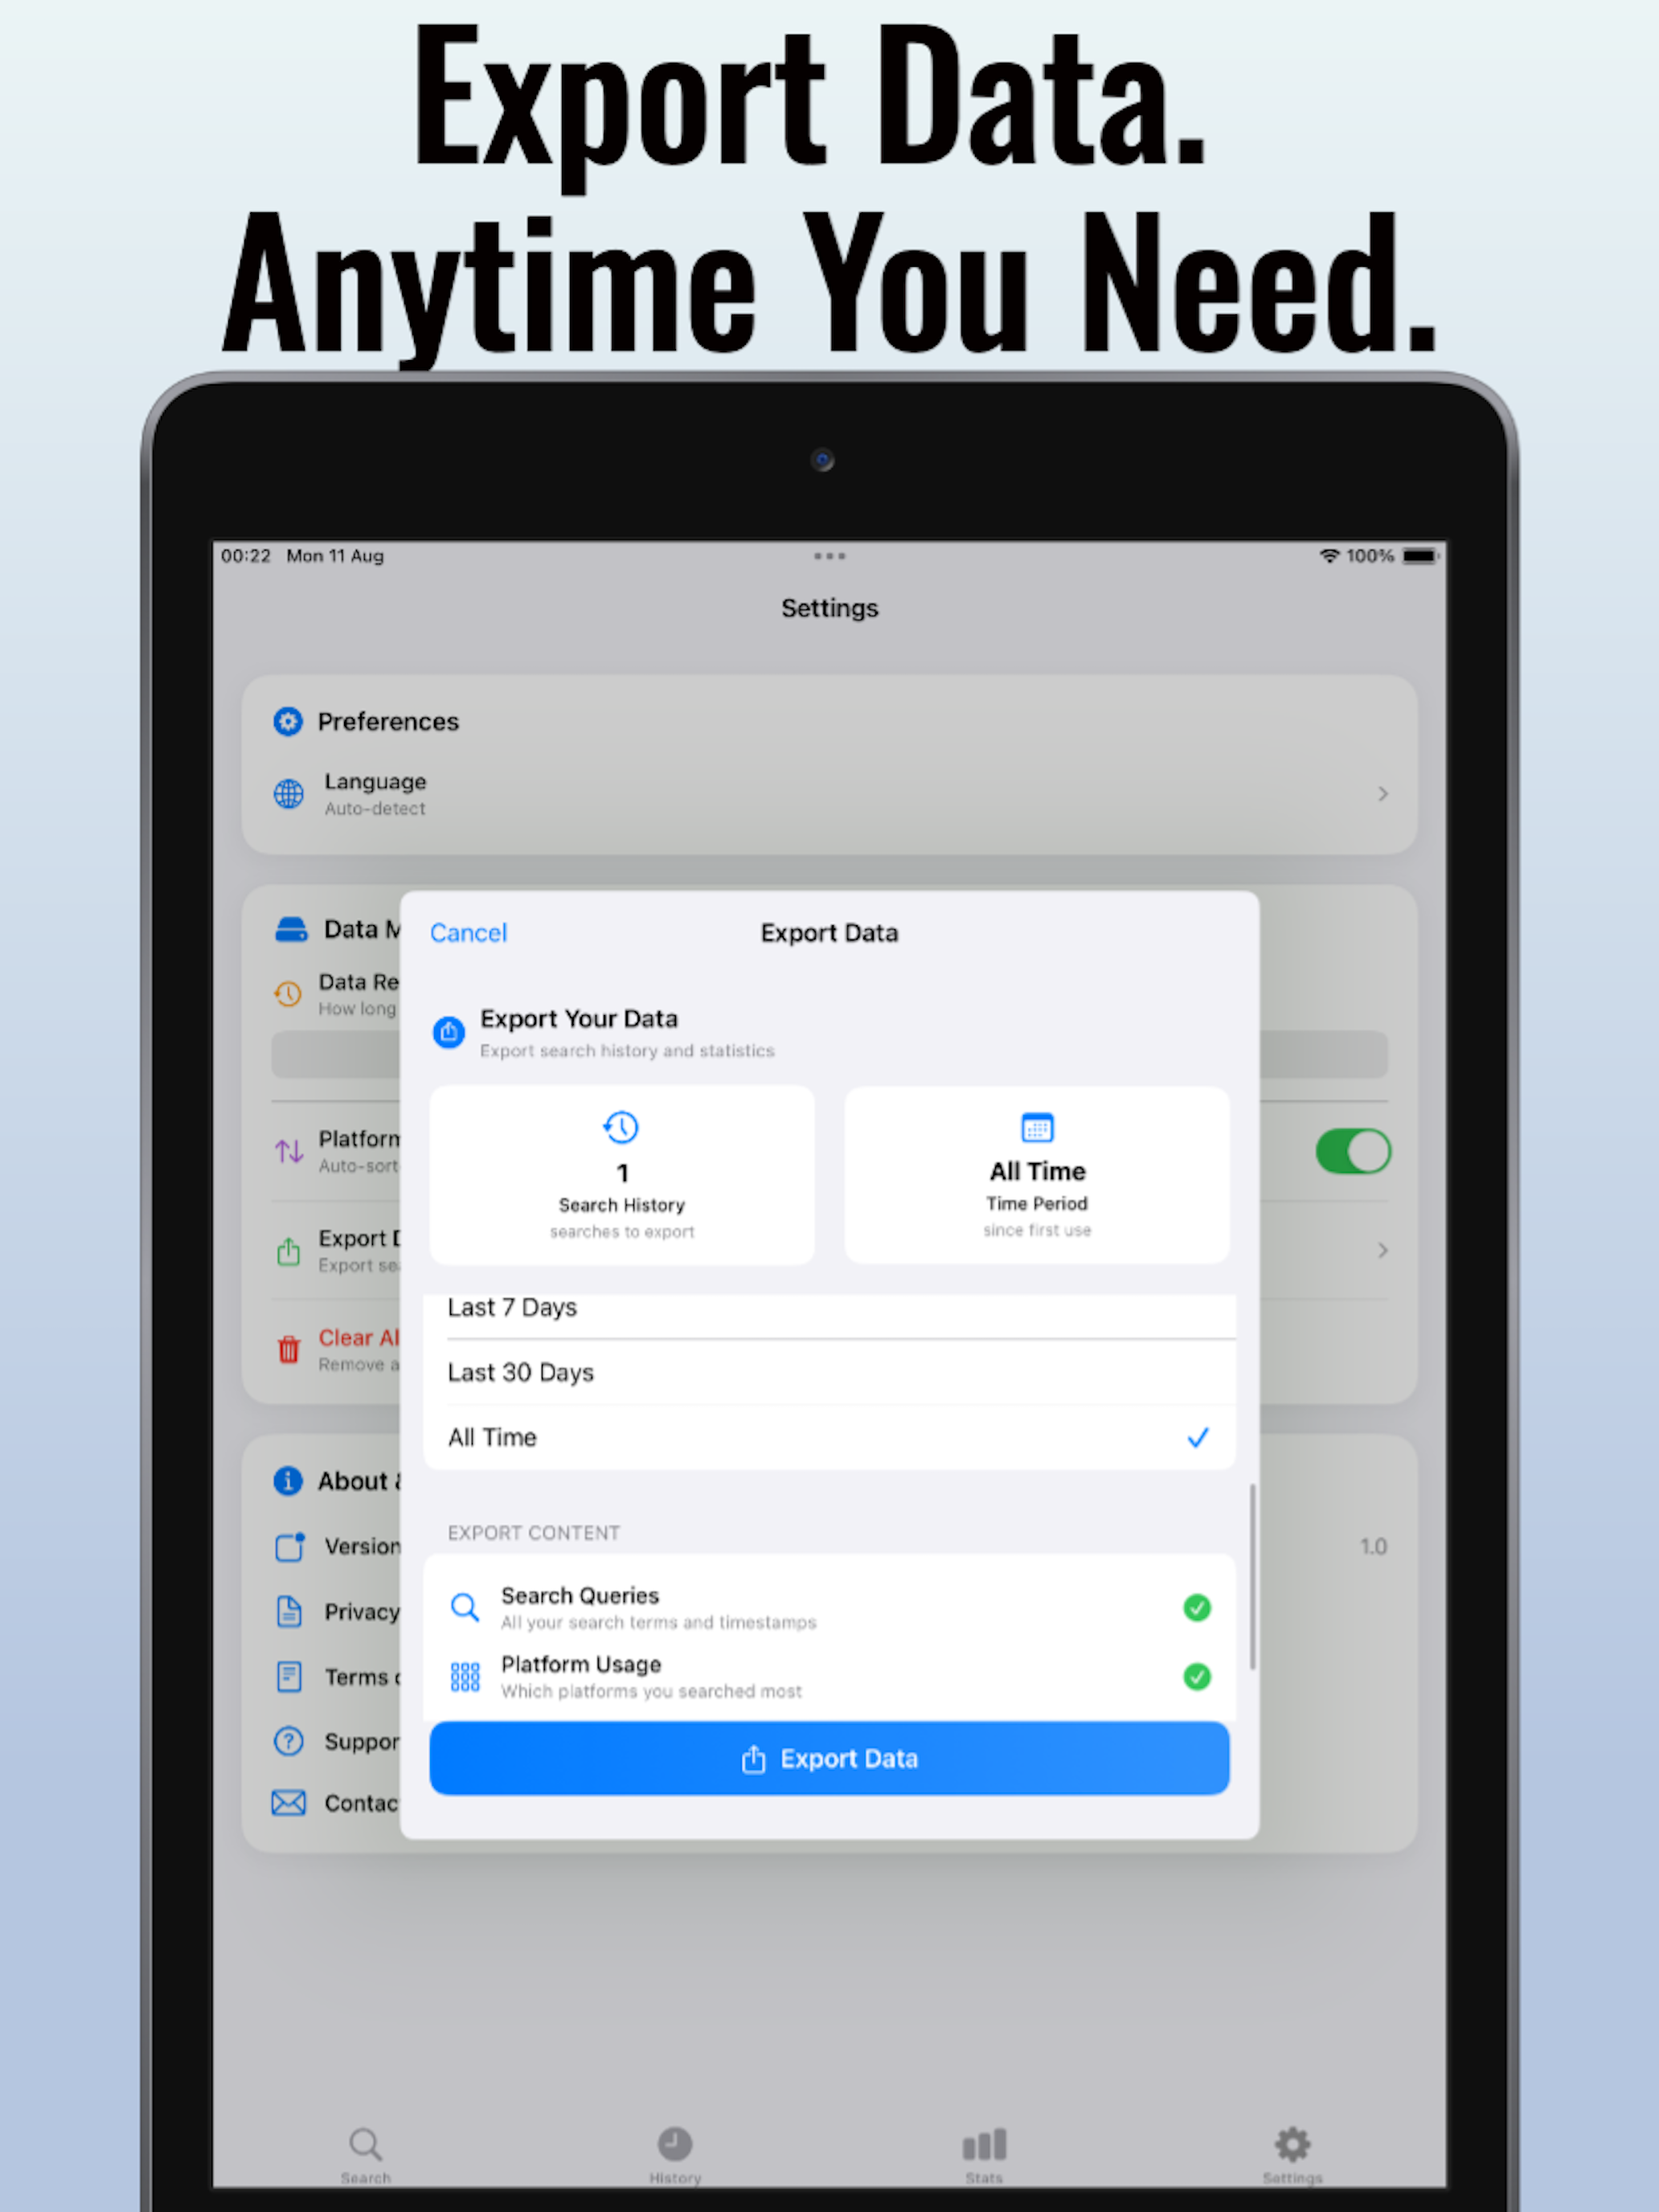 Export Data.
Anytime You Need.
00:22 Mon 11 Aug
100%
Settings
Preferences
Language
Auto-detect
Data M
Data Re
How long
Platform
Auto-sort
Export D
Export sea
Clear Al
Remove a
About &
Version
1.0
Privacy
Terms o
Suppor
Contac
Cancel
Export Data
Export Your Data
Export search history and statistics
1
Search History
searches to export
All Time
Time Period
since first use
Last 7 Days
Last 30 Days
All Time
EXPORT CONTENT
Search Queries
All your search terms and timestamps
Platform Usage
Which platforms you searched most
Export Data
Search
History
Stats
Settings